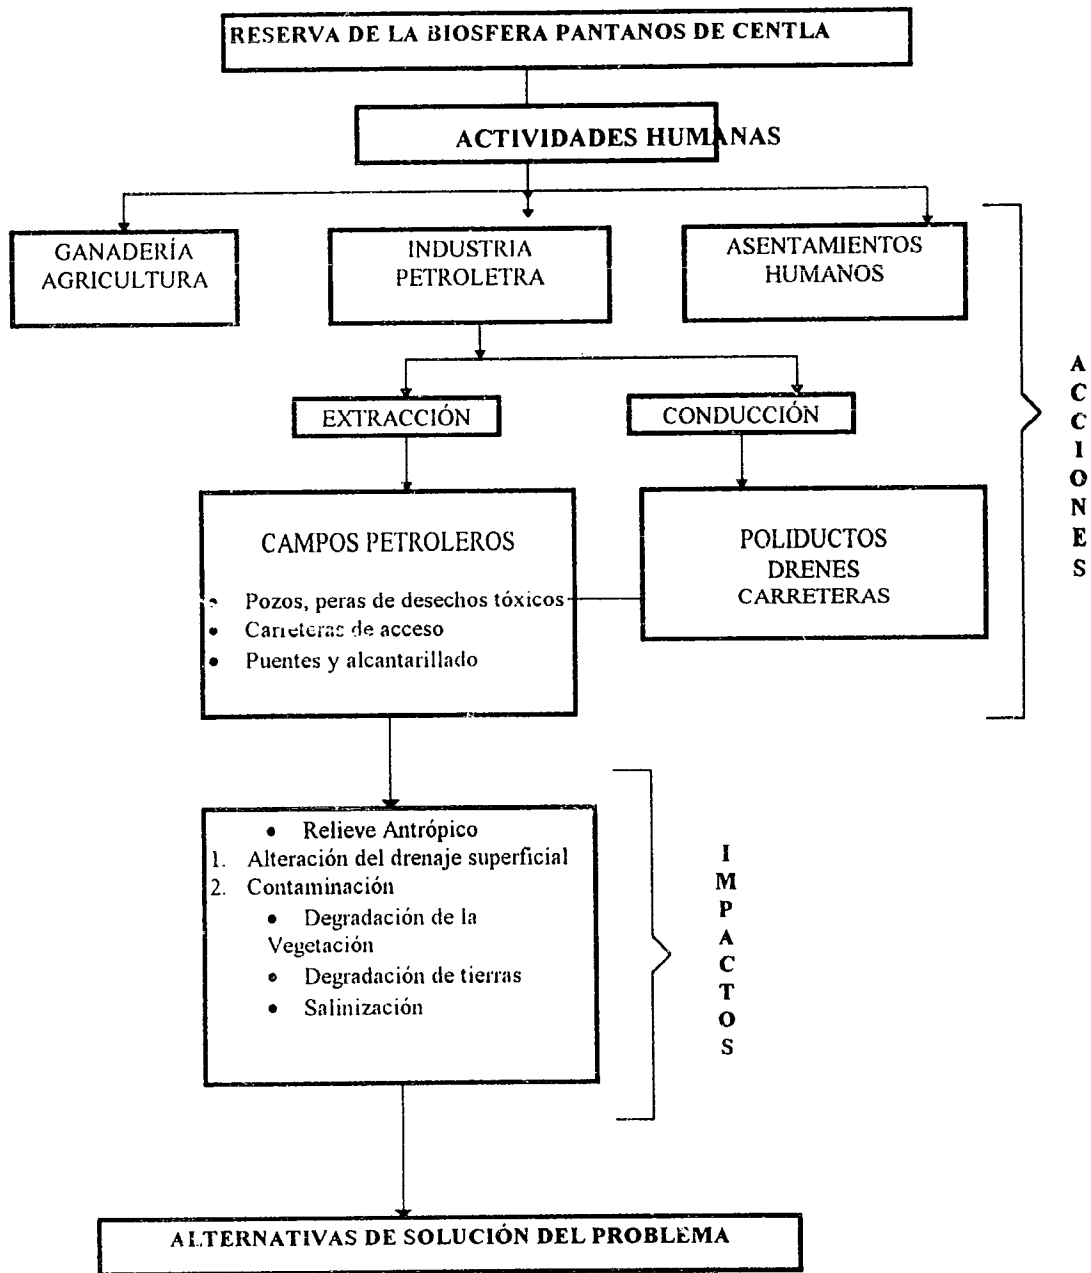 RESERVA DE LA BIOSFERA PANTANOS DE CENTLA
ACTIVIDADES HUMANAS
GANADERÍA
AGRICULTURA
INDUSTRIA
PETROLETRA
ASENTAMIENTOS
HUMANOS
EXTRACCIÓN
CONDUCCIÓN
CAMPOS PETROLEROS
• Pozos, peras de desechos tóxicos
• Carreteras de acceso
• Puentes y alcantarillado
POLIDUCTOS
DRENES
CARRETERAS
ACCIONES
• Relieve Antrópico
1. Alteración del drenaje superficial
2. Contaminación
• Degradación de la
Vegetación
• Degradación de tierras
• Salinización
IMPACTOS
ALTERNATIVAS DE SOLUCIÓN DEL PROBLEMA